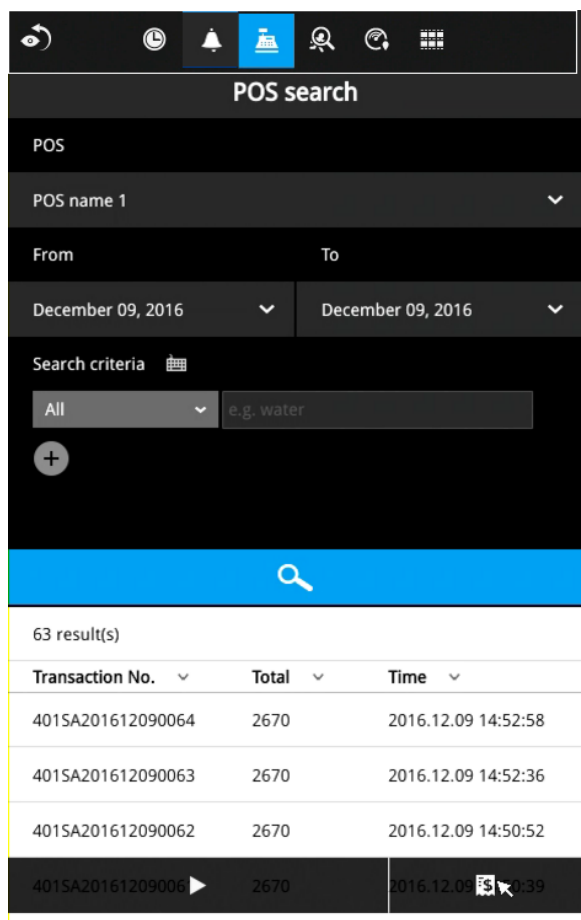 POS search
POS
POS name 1
From To
December 09, 2016 December 09, 2016
Search criteria
All e.g. water
63 result(s)
Transaction No. Total Time
401SA201612090064 2670 2016.12.09 14:52:58
401SA201612090063 2670 2016.12.09 14:52:36
401SA201612090062 2670 2016.12.09 14:50:52
2670